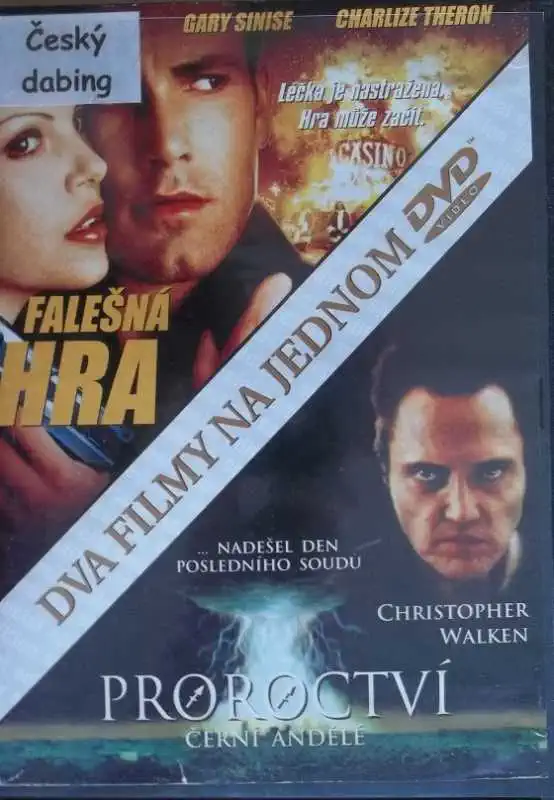 Český
dabing
GARY SINISE CHARLIZE THERON
Léčka je nastražena.
Hra může začít.
CASINO
FALEŠNÁ
HRA
DVA FILMY NA JEDNOM DVD
VIDEO
TM
... NADEŠEL DEN
POSLEDNÍHO SOUDU
CHRISTOPHER
WALKEN
PROROCTVÍ
ČERNÍ ANDĚLÉ